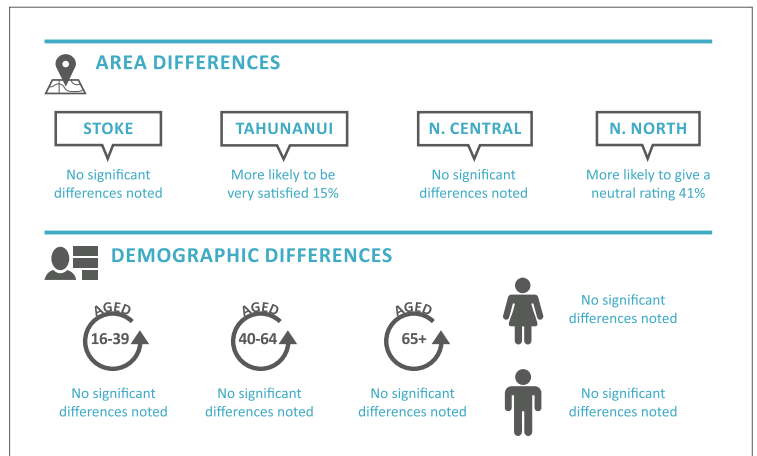 AREA DIFFERENCES
STOKE
No significant
differences noted
TAHUNANUI
More likely to be
very satisfied 15%
N. CENTRAL
No significant
differences noted
N. NORTH
More likely to give a
neutral rating 41%
DEMOGRAPHIC DIFFERENCES
AGED
16-39
No significant
differences noted
AGED
40-64
No significant
differences noted
AGED
65+
No significant
differences noted
No significant
differences noted
No significant
differences noted